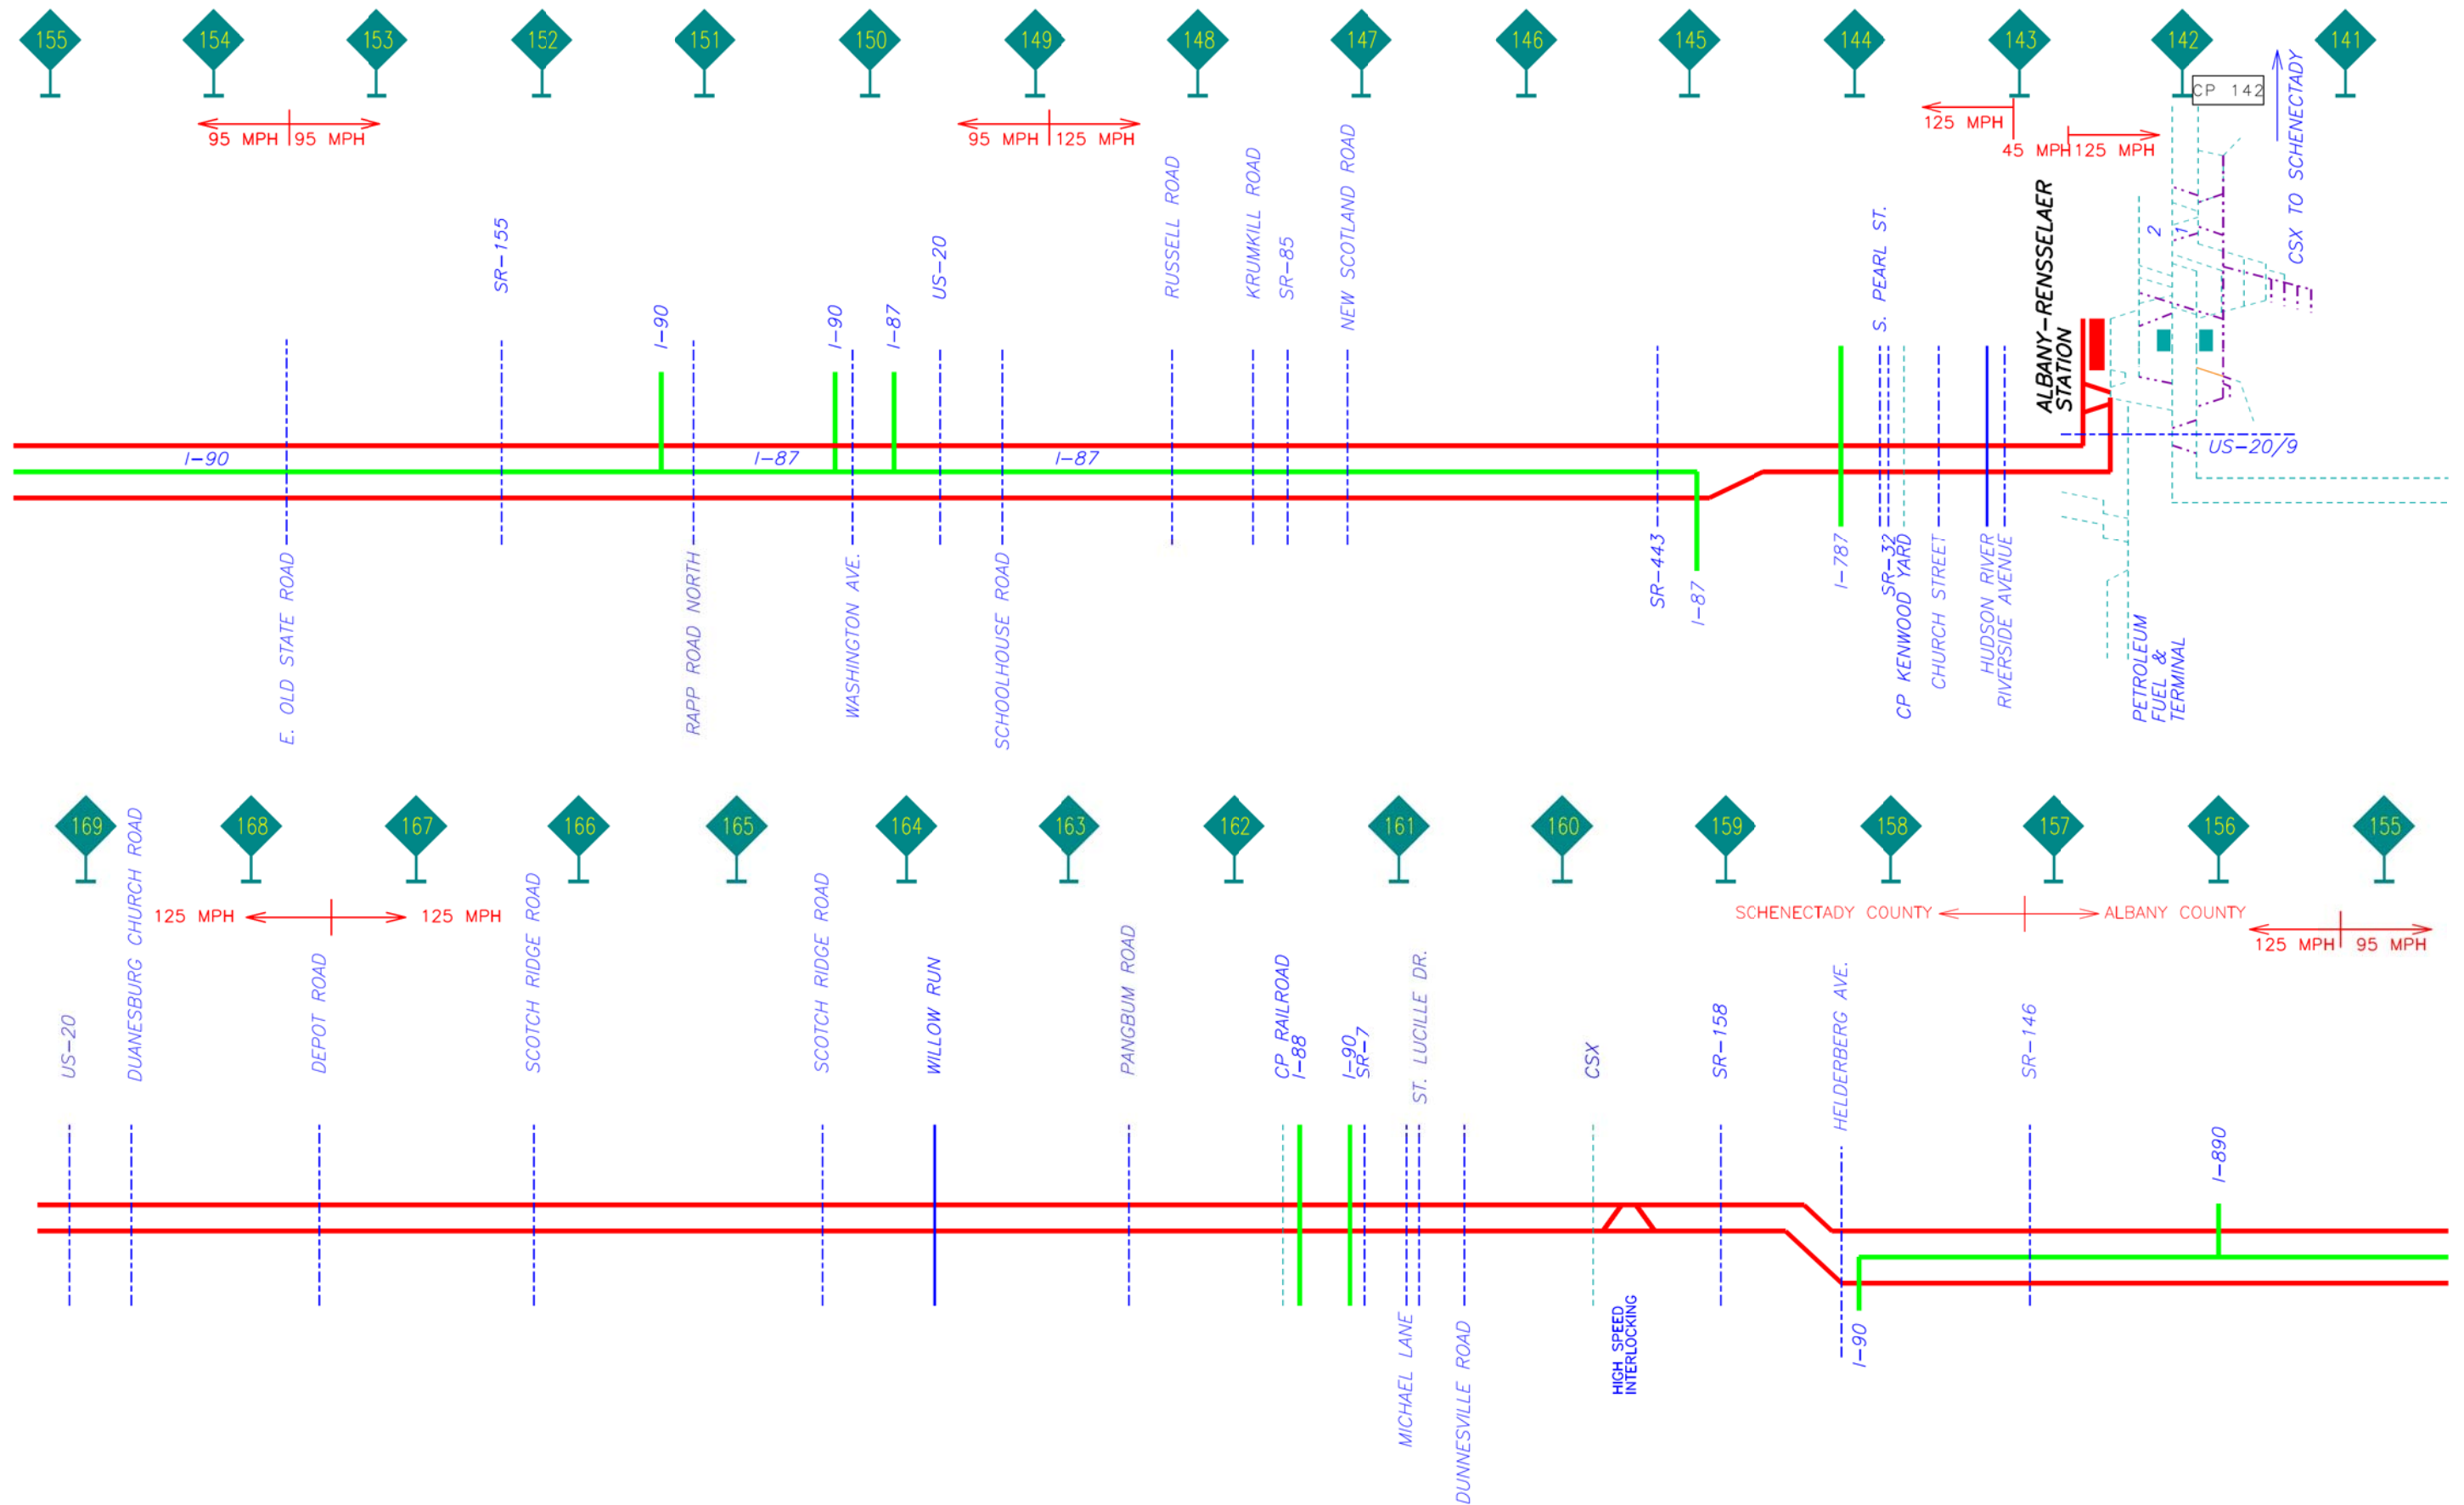 155 154 153 152 151 150 149 148 147 146 145 144 143 142 141
CP 142
CSX TO SCHENECTADY
95 MPH 95 MPH
95 MPH 125 MPH
125 MPH
45 MPH 125 MPH
SR-155
I-90
I-90
I-87
US-20
RUSSELL ROAD
KRUMKILL ROAD
SR-85
NEW SCOTLAND ROAD
S. PEARL ST.
ALBANY-RENSSELAER
STATION
2
1
I-90
I-87
I-87
US-20/9
E. OLD STATE ROAD
RAPP ROAD NORTH
WASHINGTON AVE.
SCHOOLHOUSE ROAD
SR-443
I-87
I-787
SR-32
CP KENWOOD YARD
CHURCH STREET
HUDSON RIVER
RIVERSIDE AVENUE
PETROLEUM
FUEL &
TERMINAL
169 168 167 166 165 164 163 162 161 160 159 158 157 156 155
125 MPH 125 MPH
SCHENECTADY COUNTY ALBANY COUNTY
125 MPH 95 MPH
US-20
DUANESBURG CHURCH ROAD
DEPOT ROAD
SCOTCH RIDGE ROAD
SCOTCH RIDGE ROAD
WILLOW RUN
PANGBUM ROAD
CP RAILROAD
I-88
I-90
SR-7
ST. LUCILLE DR.
CSX
SR-158
HELDERBERG AVE.
SR-146
I-890
MICHAEL LANE
DUNNESVILLE ROAD
HIGH SPEED
INTERLOCKING
I-90